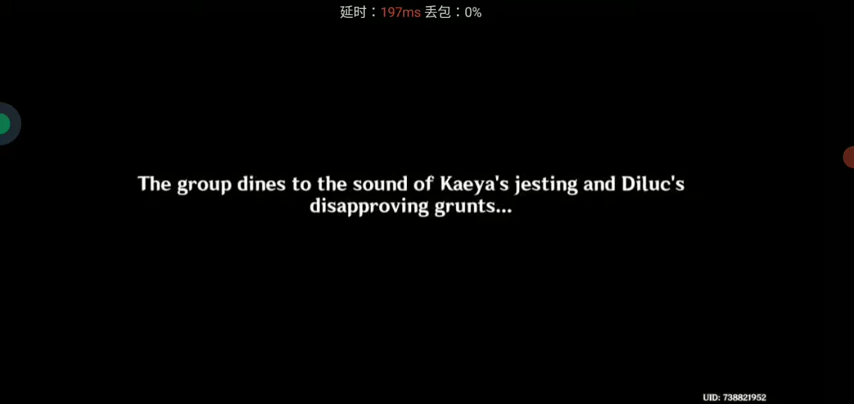 延时：197ms 丢包：0%
The group dines to the sound of Kaeya's jesting and Diluc's
disapproving grunts...
UID: 738821952